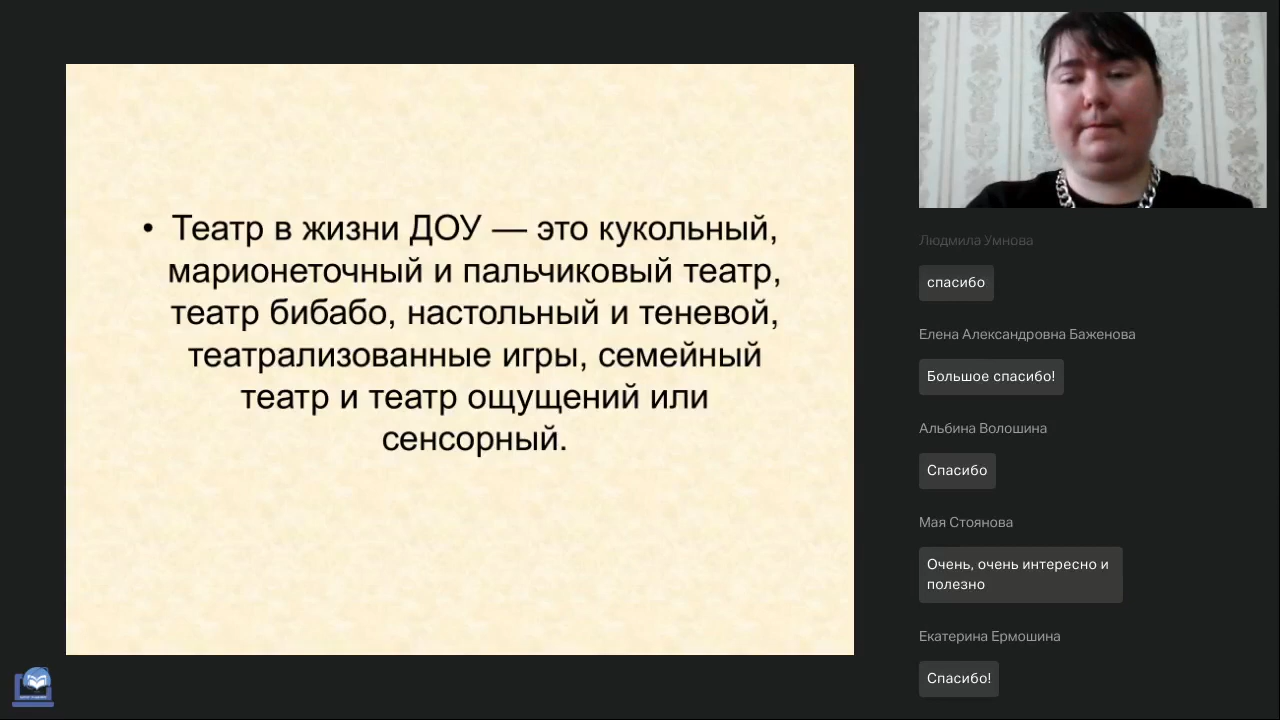 • Театр в жизни ДОУ — это кукольный,
марионеточный и пальчиковый театр,
театр бибабо, настольный и теневой,
театрализованные игры, семейный
театр и театр ощущений или
сенсорный.
Людмила Умнова
спасибо
Елена Александровна Баженова
Большое спасибо!
Альбина Волошина
Спасибо
Мая Стоянова
Очень, очень интересно и
полезно
Екатерина Ермошина
Спасибо!